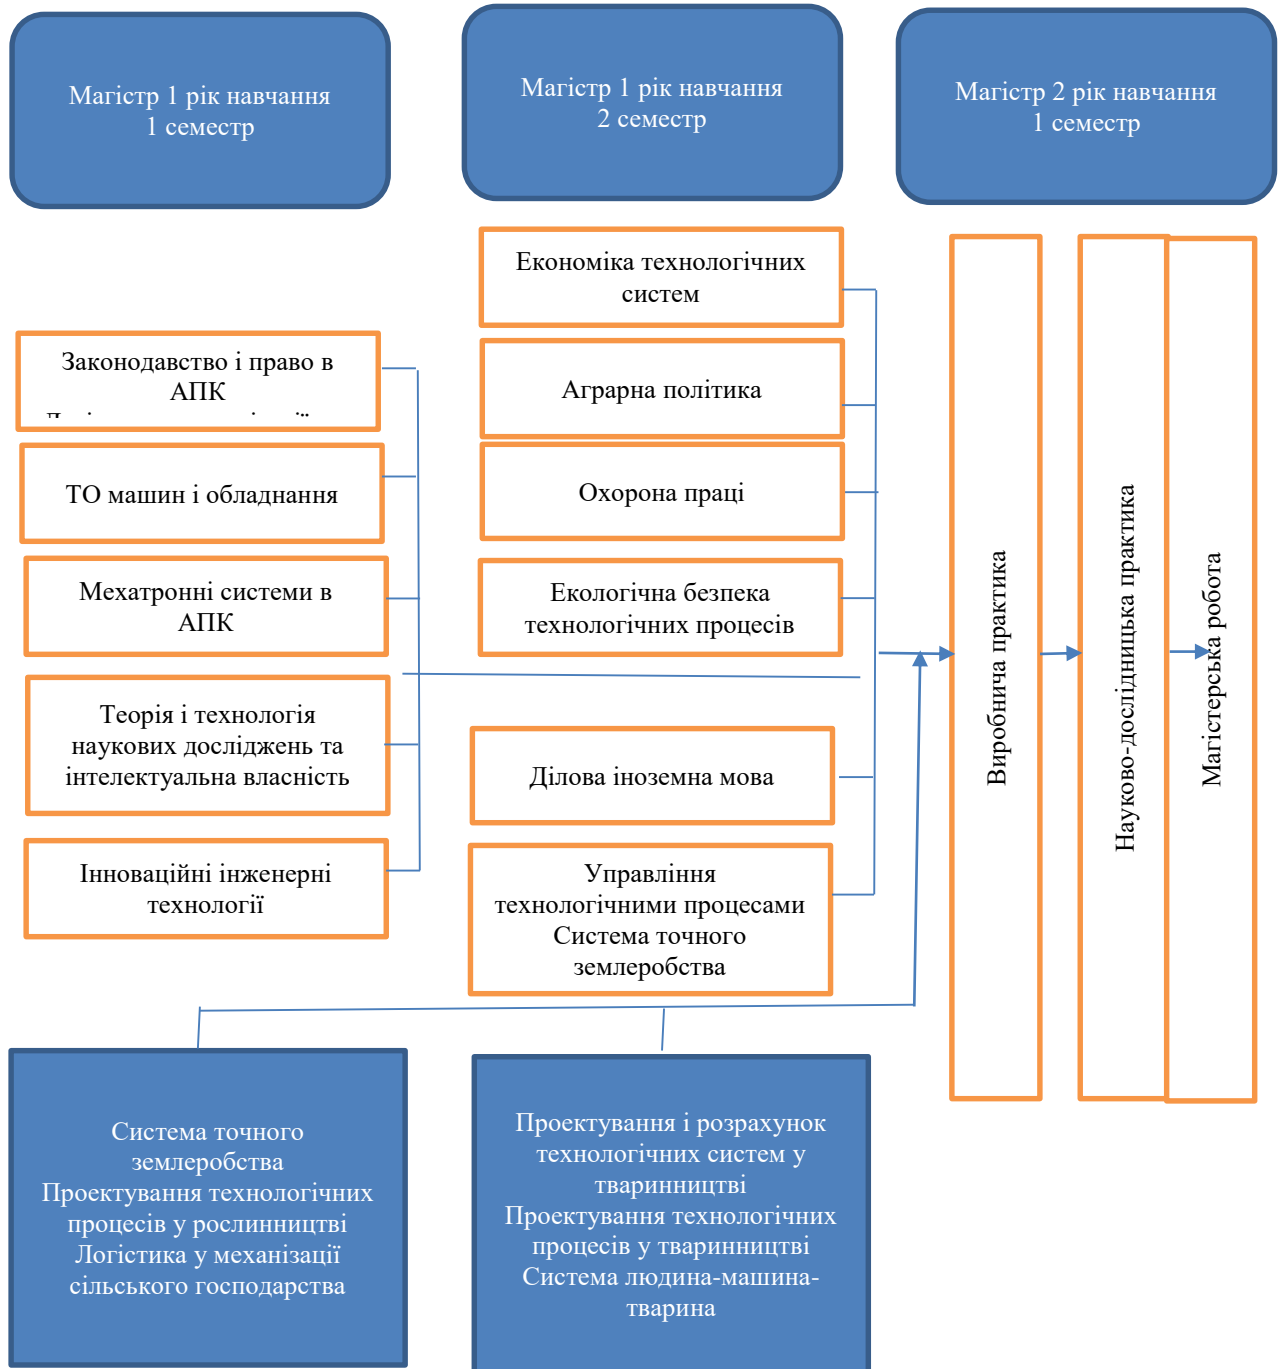 Магістр 1 рік навчання
1 семестр
Магістр 1 рік навчання
2 семестр
Магістр 2 рік навчання
1 семестр
Законодавство і право в
АПК
ТО машин і обладнання
Мехатронні системи в
АПК
Теорія і технологія
наукових досліджень та
інтелектуальна власність
Інноваційні інженерні
технології
Економіка технологічних
систем
Аграрна політика
Охорона праці
Екологічна безпека
технологічних процесів
Ділова іноземна мова
Управління
технологічними процесами
Система точного
землеробства
Виробнича практика
Науково-дослідницька практика
Магістерська робота
Система точного
землеробства
Проектування технологічних
процесів у рослинництві
Логістика у механізації
сільського господарства
Проектування і розрахунок
технологічних систем у
тваринництві
Проектування технологічних
процесів у тваринництві
Система людина-машина-
тварина